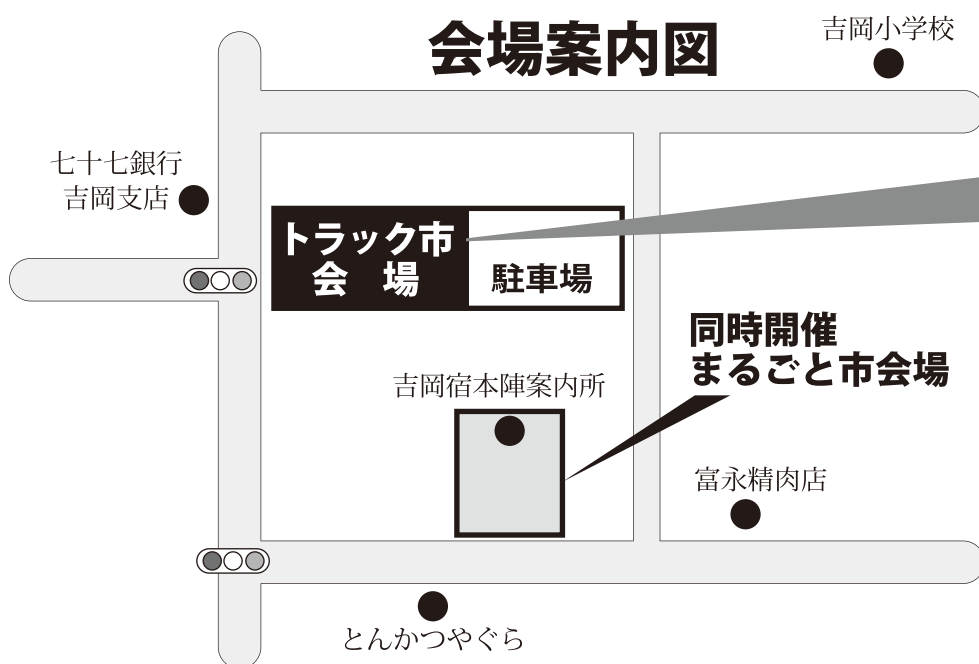 会場案内図
吉岡小学校
七十七銀行
吉岡支店
トラック市
会　場
駐車場
同時開催
まるごと市会場
吉岡宿本陣案内所
富永精肉店
とんかつやぐら